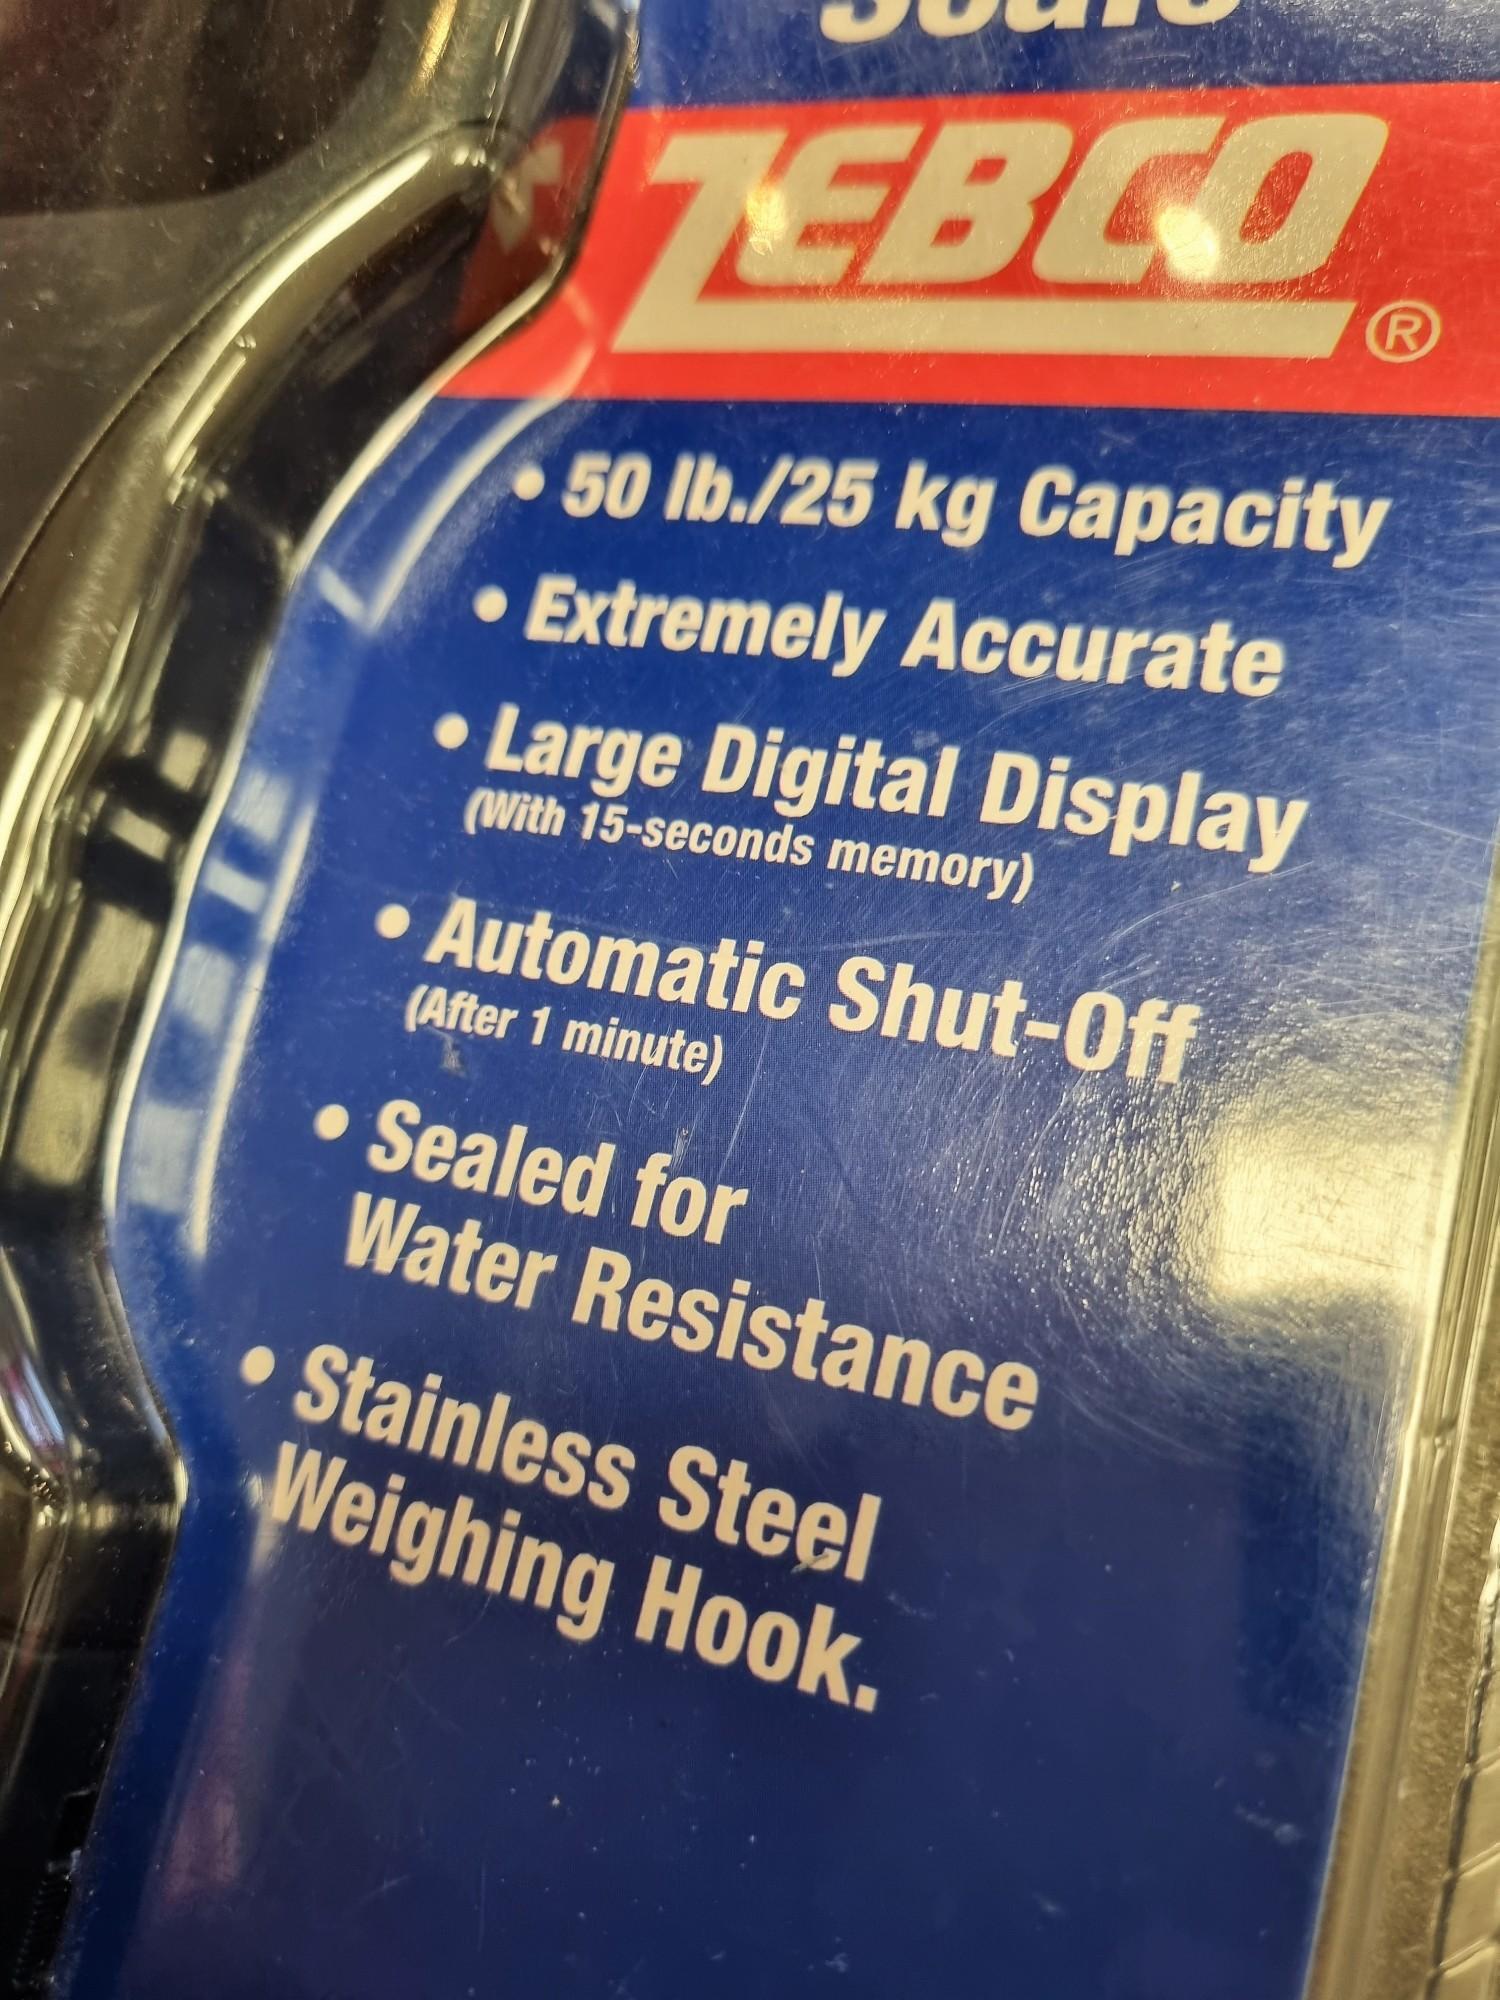 Scale
ZEBCO®
• 50 lb./25 kg Capacity
• Extremely Accurate
• Large Digital Display
(With 15-seconds memory)
• Automatic Shut-Off
(After 1 minute)
• Sealed for
Water Resistance
• Stainless Steel
Weighing Hook.